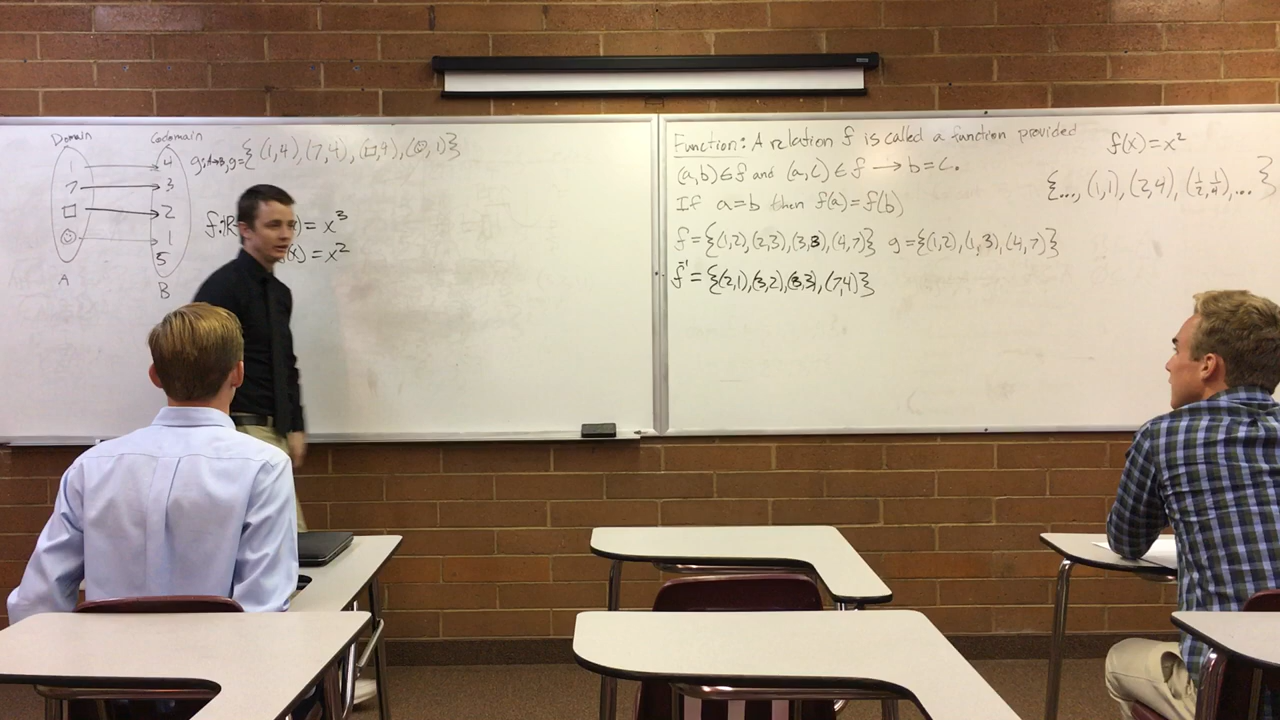 Domain
Codomain
g:A→B, g={(1,4),(7,4),(□,4),(☺,1)}
1 4
7 3
□ 2
☺ 1
5
A B
f:R = x³
(x) = x²
Function: A relation f is called a function provided
(a,b) ∈ f and (a,c) ∈ f → b=c.
If a=b then f(a)=f(b)
f={(1,2),(2,3),(3,3),(4,7)} g={(1,2),(1,3),(4,7)}
f⁻¹={(2,1),(3,2),(3,3),(7,4)}
f(x)=x²
{..., (1,1), (2,4), (1/2, 1/4), ...}